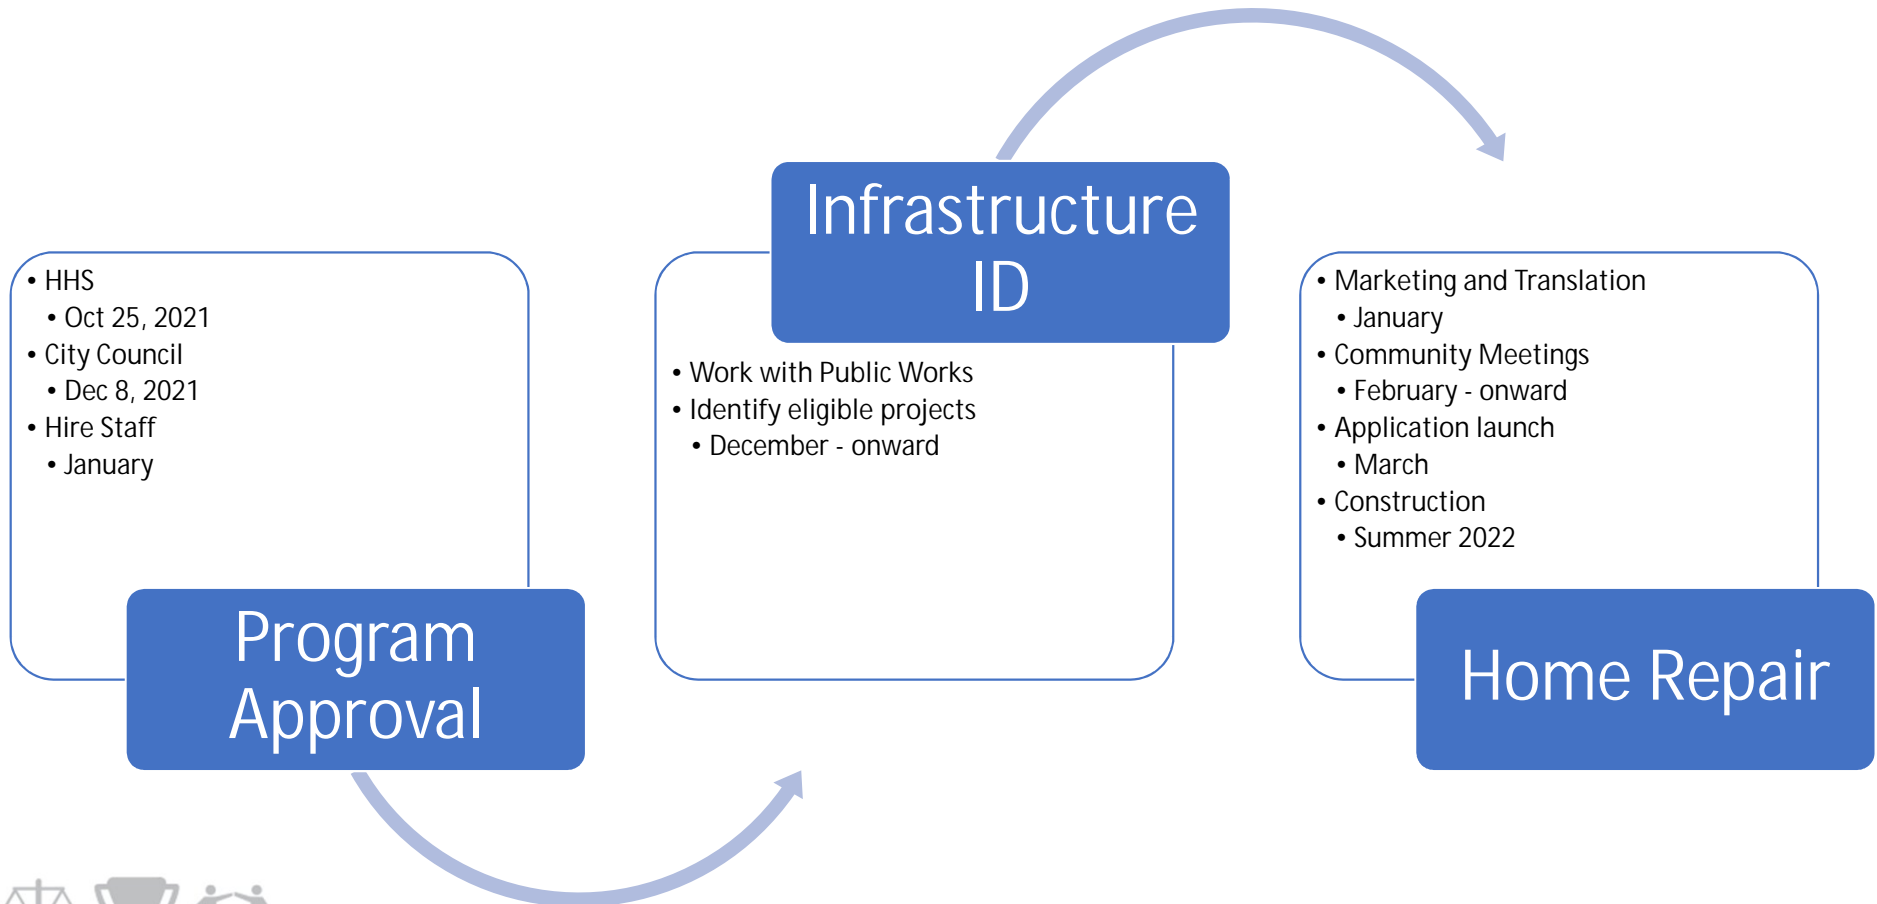 • HHS
• Oct 25, 2021
• City Council
• Dec 8, 2021
• Hire Staff
• January
Program
Approval
Infrastructure
ID
• Work with Public Works
• Identify eligible projects
• December - onward
• Marketing and Translation
• January
• Community Meetings
• February - onward
• Application launch
• March
• Construction
• Summer 2022
Home Repair